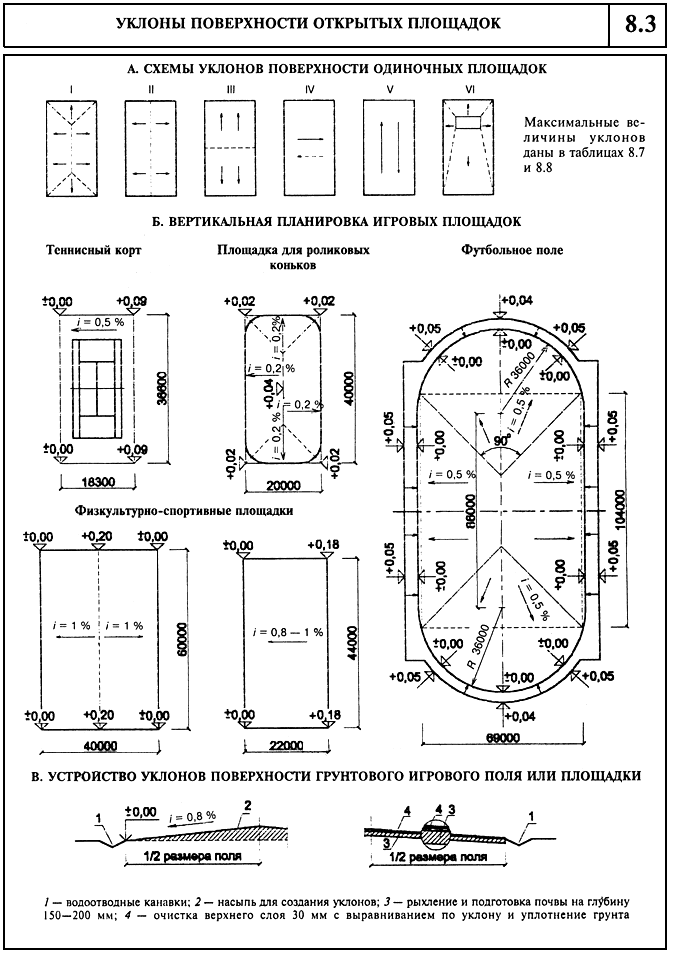 УКЛОНЫ ПОВЕРХНОСТИ ОТКРЫТЫХ ПЛОЩАДОК
8.3
А. СХЕМЫ УКЛОНОВ ПОВЕРХНОСТИ ОДИНОЧНЫХ ПЛОЩАДОК
I II III IV V VI
Максимальные ве-
личины уклонов
даны в таблицах 8.7
и 8.8
Б. ВЕРТИКАЛЬНАЯ ПЛАНИРОВКА ИГРОВЫХ ПЛОЩАДОК
Теннисный корт
±0,00 +0,09
i = 0,5 %
36600
±0,00 +0,09
18300
Площадка для роликовых
коньков
+0,02 +0,02
i = 0,2%
i = 0,2 %
+0,04
i = 0,2 %
i = 0,2 %
40000
+0,02 +0,02
20000
Футбольное поле
+0,04
+0,05 +0,05
±0,00 ±0,00 ±0,00
R 36000
i = 0,5 %
+0,05 +0,05
±0,00 ±0,00
90°
i = 0,5 % i = 0,5 %
86000
104000
+0,05 +0,05
±0,00 ±0,00
i = 0,5 %
R 36000
±0,00 ±0,00
+0,05 ±0,00 +0,05
+0,04
69000
Физкультурно-спортивные площадки
±0,00 +0,20 ±0,00
i = 1 % i = 1 %
60000
±0,00 +0,20 ±0,00
40000
±0,00 +0,18
i = 0,8 — 1 %
44000
±0,00 +0,18
22000
В. УСТРОЙСТВО УКЛОНОВ ПОВЕРХНОСТИ ГРУНТОВОГО ИГРОВОГО ПОЛЯ ИЛИ ПЛОЩАДКИ
1 ±0,00 i = 0,8 % 2
1/2 размера поля
4 4 3 1
3
1/2 размера поля
1 — водоотводные канавки; 2 — насыпь для создания уклонов; 3 — рыхление и подготовка почвы на глубину
150—200 мм; 4 — очистка верхнего слоя 30 мм с выравниванием по уклону и уплотнение грунта